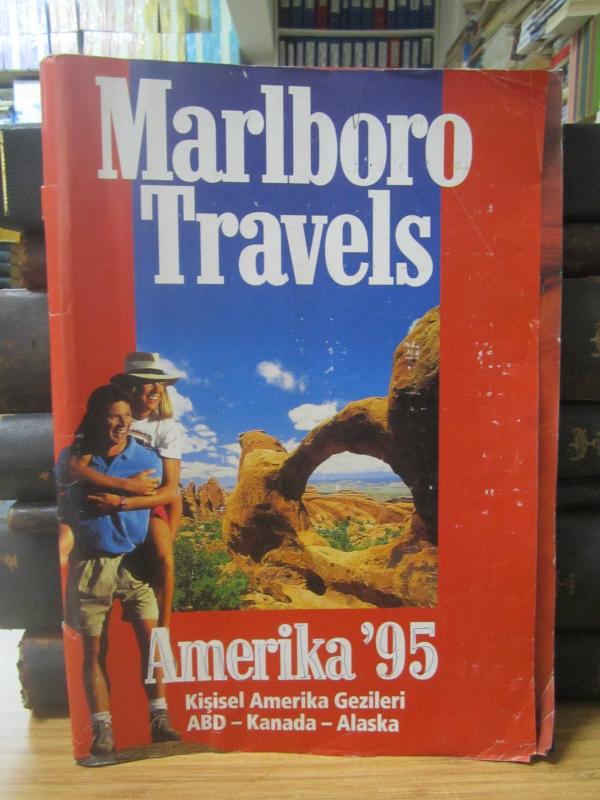 Marlboro
Travels
Amerika '95
Kişisel Amerika Gezileri
ABD – Kanada – Alaska